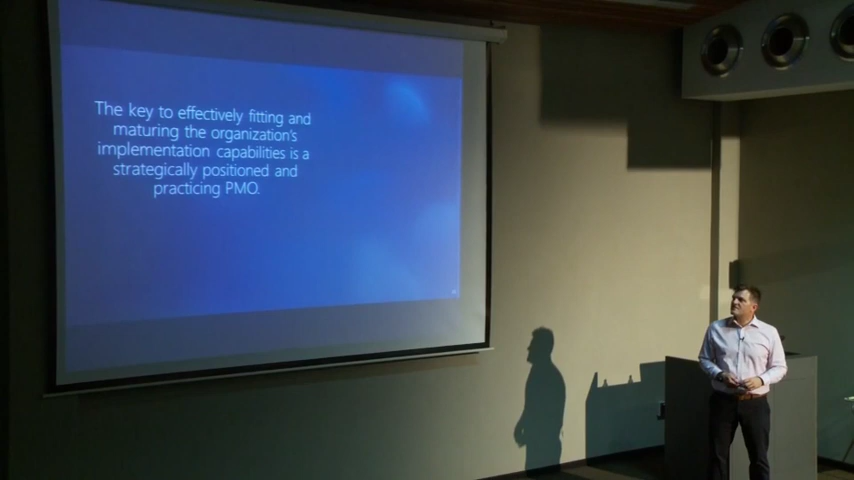 The key to effectively fitting and
maturing the organization's
implementation capabilities is a
strategically positioned and
practicing PMO.